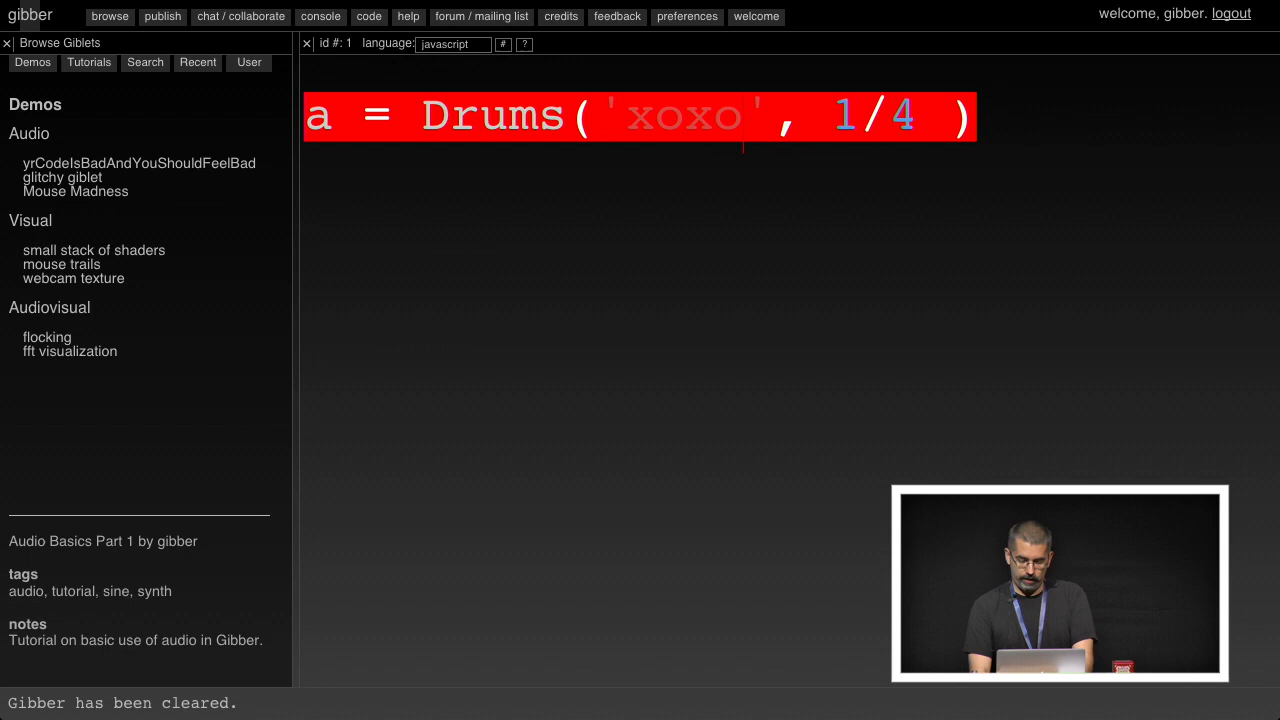 gibber browse publish chat / collaborate console code help forum / mailing list credits feedback preferences welcome welcome, gibber. logout
× Browse Giblets
× id #: 1 language: javascript # ?
Demos Tutorials Search Recent User
Demos
Audio
yrCodeIsBadAndYouShouldFeelBad
glitchy giblet
Mouse Madness
Visual
small stack of shaders
mouse trails
webcam texture
Audiovisual
flocking
fft visualization
Audio Basics Part 1 by gibber
tags
audio, tutorial, sine, synth
notes
Tutorial on basic use of audio in Gibber.
a = Drums('xoxo', 1/4 )
Gibber has been cleared.